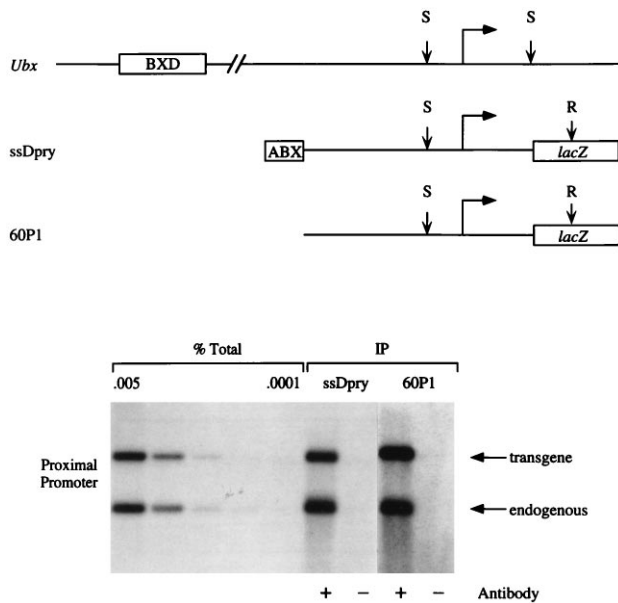 S S
Ubx BXD
S R
ssDpry ABX lacZ
S R
60P1 lacZ
% Total IP
.005 .0001 ssDpry 60P1
Proximal Promoter
transgene
endogenous
+ − + − Antibody